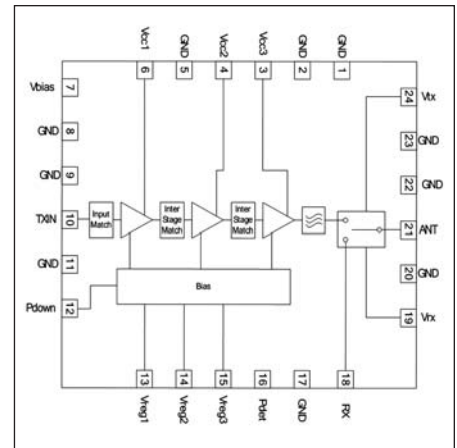 Vcc1 GND Vcc2 Vcc3 GND GND
6 5 4 3 2 1
Vbias 7
GND 8
GND 9
TXIN 10
GND 11
Pdown 12
24 Vtx
23 GND
22 GND
21 ANT
20 GND
19 Vrx
Input
Match
Inter
Stage
Match
Inter
Stage
Match
Bias
13 14 15 16 17 18
Vreg1 Vreg2 Vreg3 Pdet GND RX